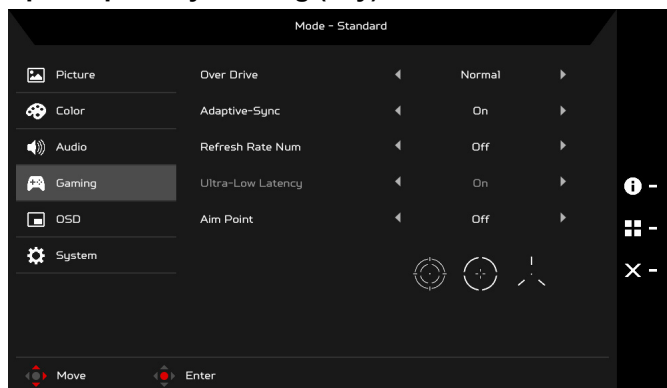 Mode - Standard
Picture
Over Drive Normal
Color
Adaptive-Sync On
Audio
Refresh Rate Num Off
Gaming
Ultra-Low Latency On
OSD
Aim Point Off
System
Move Enter